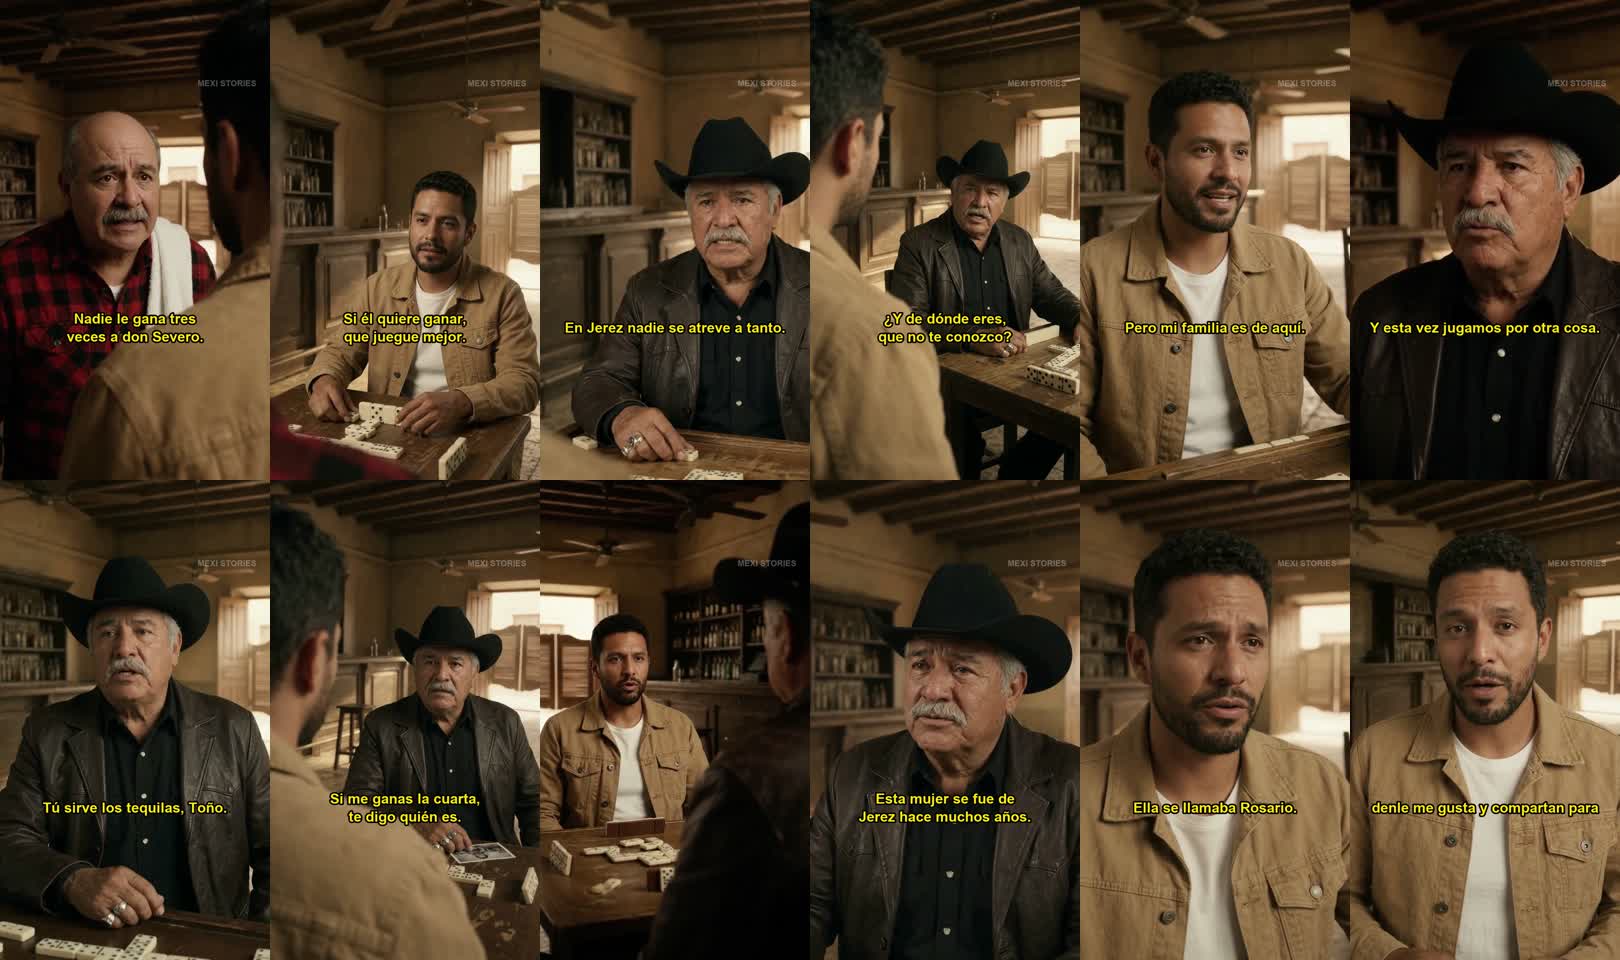 MEXI STORIES
Nadie le gana tres
veces a don Severo.
MEXI STORIES
Si él quiere ganar,
que juegue mejor.
MEXI STORIES
En Jerez nadie se atreve a tanto.
MEXI STORIES
¿Y de dónde eres,
que no te conozco?
MEXI STORIES
Pero mi familia es de aquí.
MEXI STORIES
Y esta vez jugamos por otra cosa.
MEXI STORIES
Tú sirve los tequilas, Toño.
MEXI STORIES
Si me ganas la cuarta,
te digo quién es.
MEXI STORIES
MEXI STORIES
Esta mujer se fue de
Jerez hace muchos años.
MEXI STORIES
Ella se llamaba Rosario.
MEXI STORIES
denle me gusta y compartan para